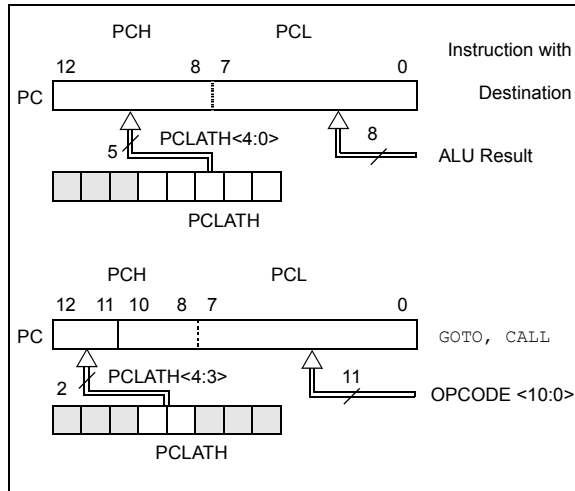 PCH PCL
12 8 7 0 Instruction with
PC Destination
5 PCLATH<4:0> 8 ALU Result
PCLATH
PCH PCL
12 11 10 8 7 0
PC GOTO, CALL
2 PCLATH<4:3> 11 OPCODE <10:0>
PCLATH